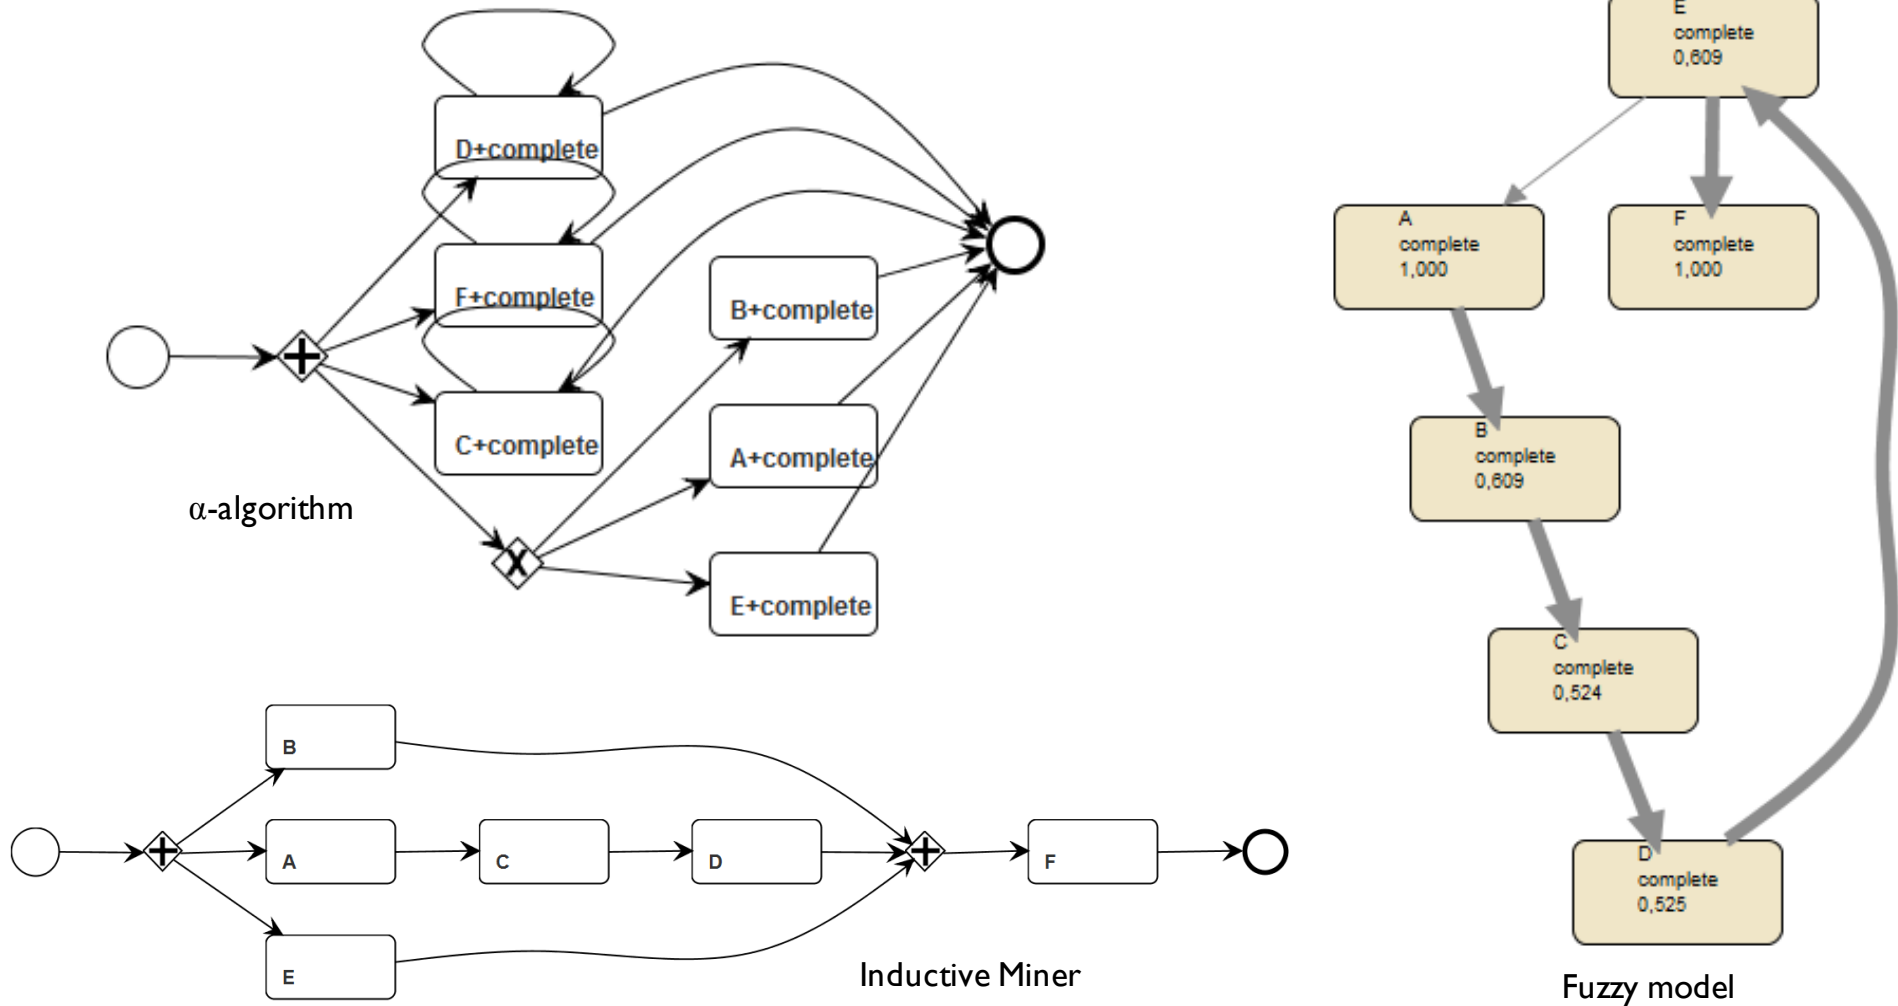 D+complete
F+complete
C+complete
B+complete
A+complete
E+complete
α-algorithm
B
A
C
D
F
E
Inductive Miner
E
complete
0,609
A
complete
1,000
F
complete
1,000
B
complete
0,609
C
complete
0,524
D
complete
0,525
Fuzzy model